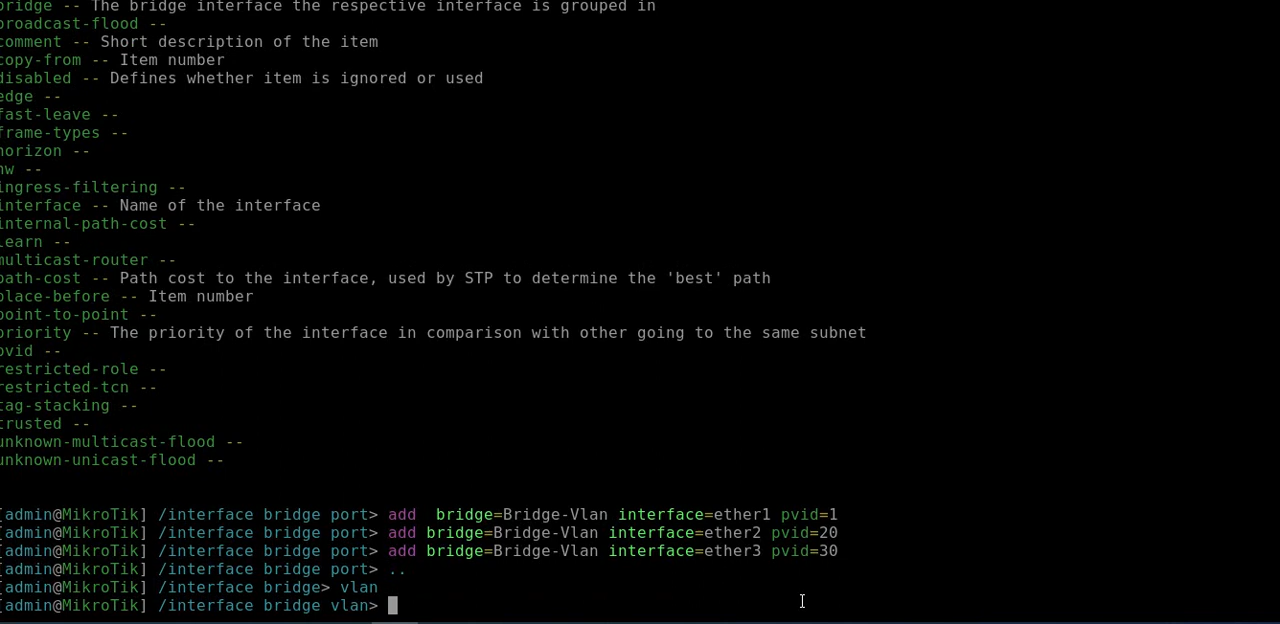 bridge -- The bridge interface the respective interface is grouped in
broadcast-flood --
comment -- Short description of the item
copy-from -- Item number
disabled -- Defines whether item is ignored or used
edge --
fast-leave --
frame-types --
horizon --
hw --
ingress-filtering --
interface -- Name of the interface
internal-path-cost --
learn --
multicast-router --
path-cost -- Path cost to the interface, used by STP to determine the 'best' path
place-before -- Item number
point-to-point --
priority -- The priority of the interface in comparison with other going to the same subnet
pvid --
restricted-role --
restricted-tcn --
tag-stacking --
trusted --
unknown-multicast-flood --
unknown-unicast-flood --
[admin@MikroTik] /interface bridge port> add  bridge=Bridge-Vlan interface=ether1 pvid=1
[admin@MikroTik] /interface bridge port> add bridge=Bridge-Vlan interface=ether2 pvid=20
[admin@MikroTik] /interface bridge port> add bridge=Bridge-Vlan interface=ether3 pvid=30
[admin@MikroTik] /interface bridge port> ..
[admin@MikroTik] /interface bridge> vlan
[admin@MikroTik] /interface bridge vlan>